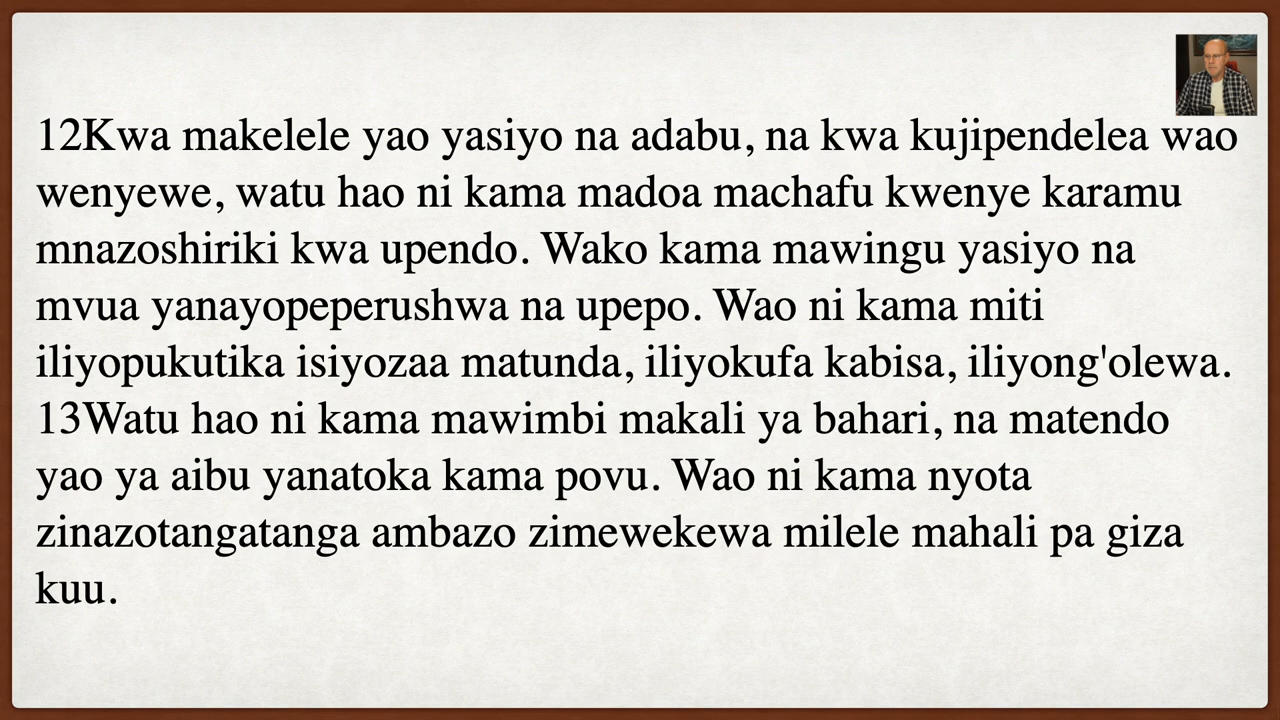 12Kwa makelele yao yasiyo na adabu, na kwa kujipendelea wao
wenyewe, watu hao ni kama madoa machafu kwenye karamu
mnazoshiriki kwa upendo. Wako kama mawingu yasiyo na
mvua yanayopeperushwa na upepo. Wao ni kama miti
iliyopukutika isiyozaa matunda, iliyokufa kabisa, iliyong'olewa.
13Watu hao ni kama mawimbi makali ya bahari, na matendo
yao ya aibu yanatoka kama povu. Wao ni kama nyota
zinazotangatanga ambazo zimewekewa milele mahali pa giza
kuu.